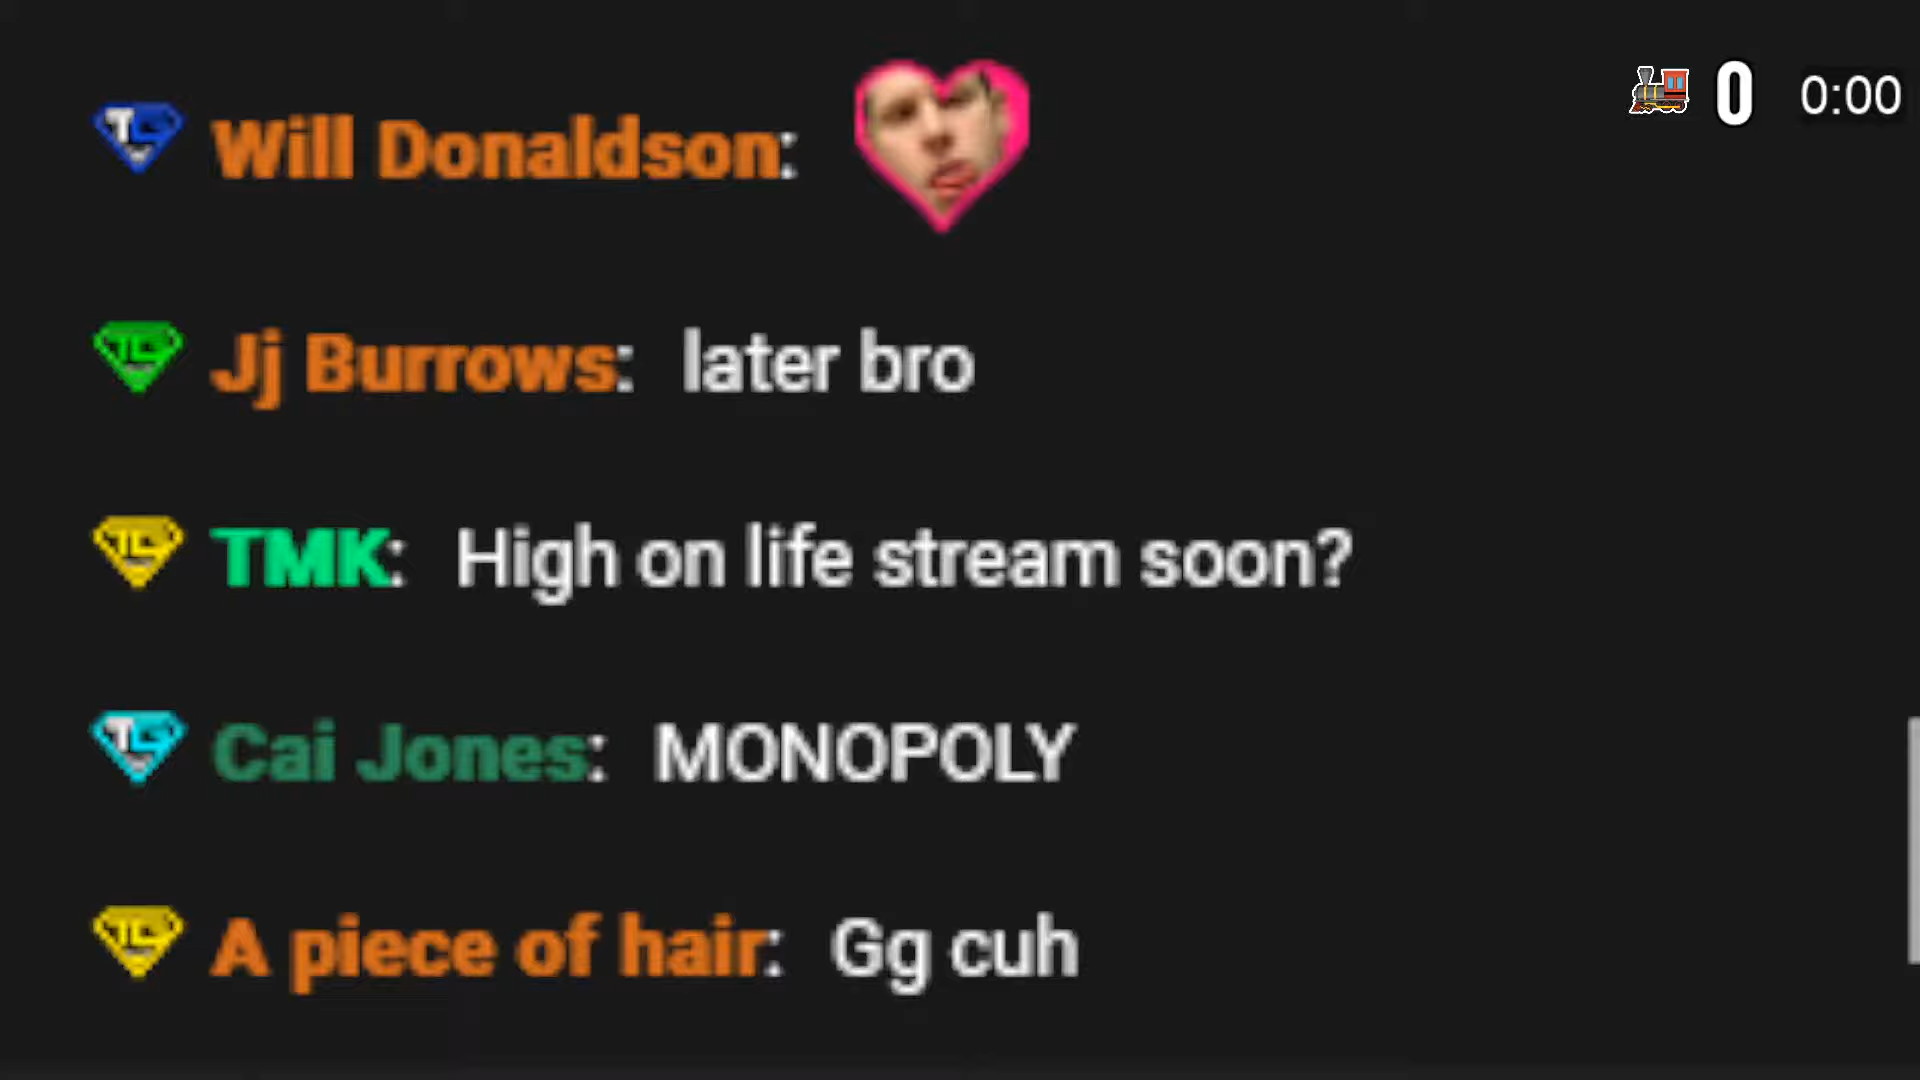 0 0:00
Will Donaldson:
Jj Burrows: later bro
TMK: High on life stream soon?
Cai Jones: MONOPOLY
A piece of hair: Gg cuh